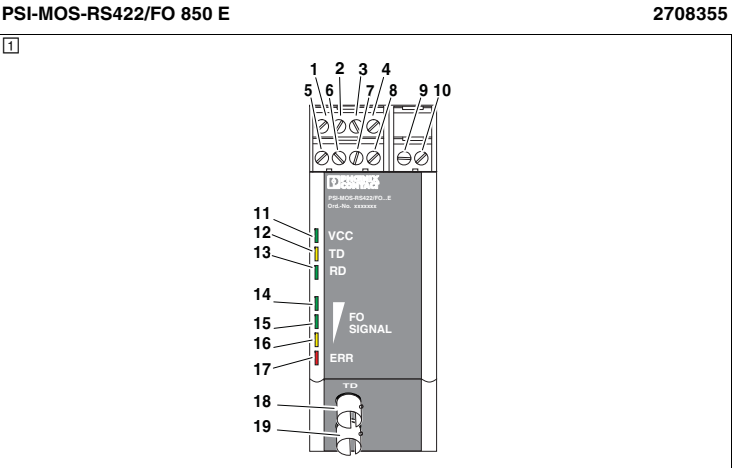 PSI-MOS-RS422/FO 850 E 2708355
1
1 2 3 4
5 6 7 8 9 10
PHOENIX
CONTACT
PSI-MOS-RS422/FO...E
Ord.-No. xxxxxxx
11
12
13
VCC
TD
RD
14
15
16
17
FO
SIGNAL
ERR
TD
18
19